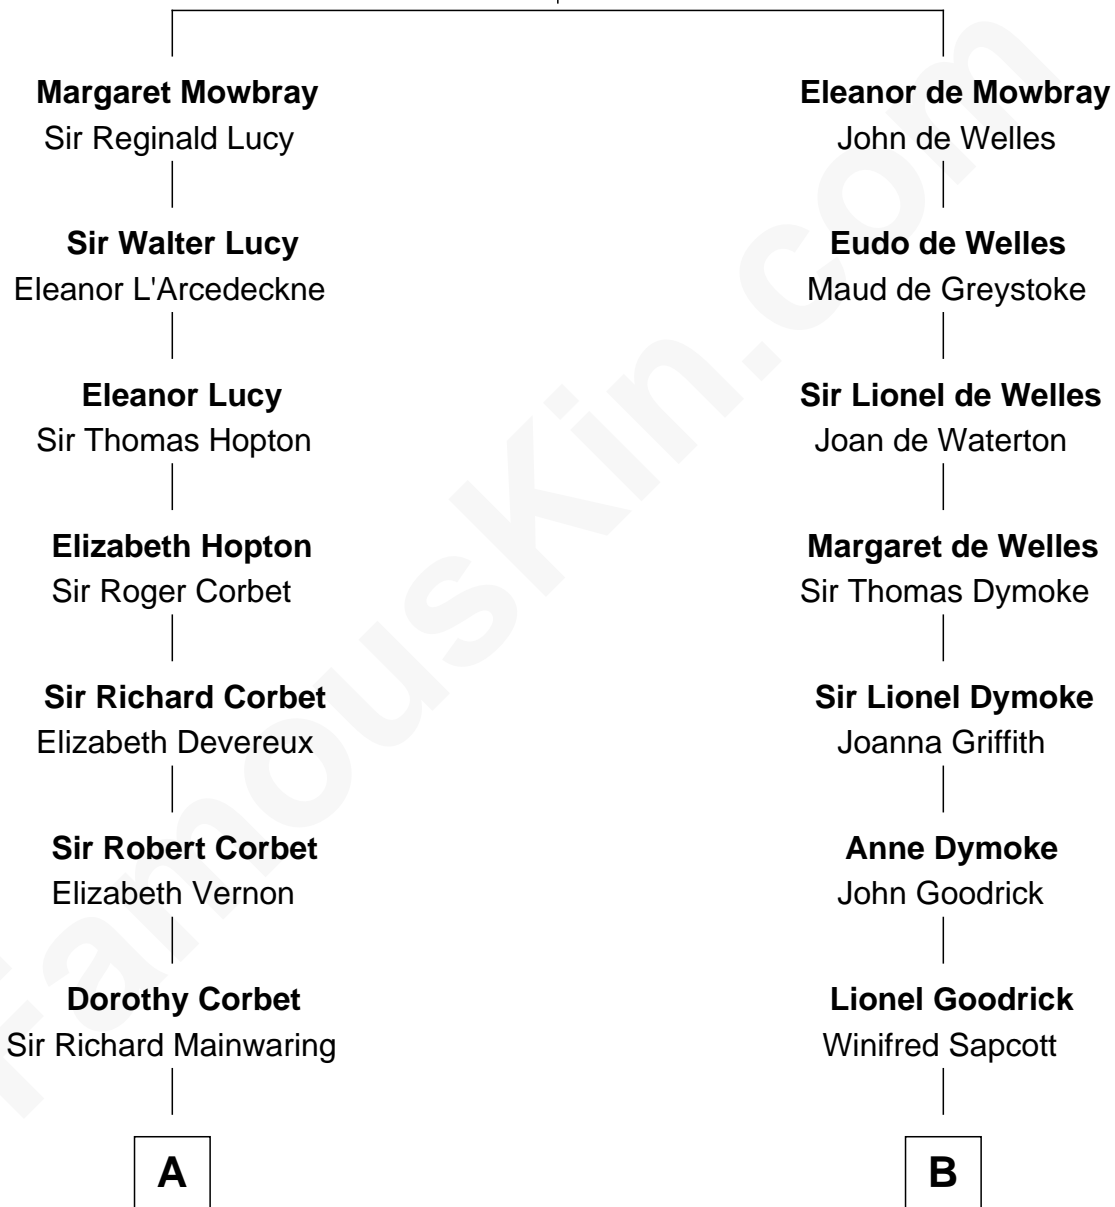 Margaret Mowbray
Sir Reginald Lucy
Sir Walter Lucy
Eleanor L'Arcedeckne
Eleanor Lucy
Sir Thomas Hopton
Elizabeth Hopton
Sir Roger Corbet
Sir Richard Corbet
Elizabeth Devereux
Sir Robert Corbet
Elizabeth Vernon
Dorothy Corbet
Sir Richard Mainwaring
A
Eleanor de Mowbray
John de Welles
Eudo de Welles
Maud de Greystoke
Sir Lionel de Welles
Joan de Waterton
Margaret de Welles
Sir Thomas Dymoke
Sir Lionel Dymoke
Joanna Griffith
Anne Dymoke
John Goodrick
Lionel Goodrick
Winifred Sapcott
B
FamousKin.com